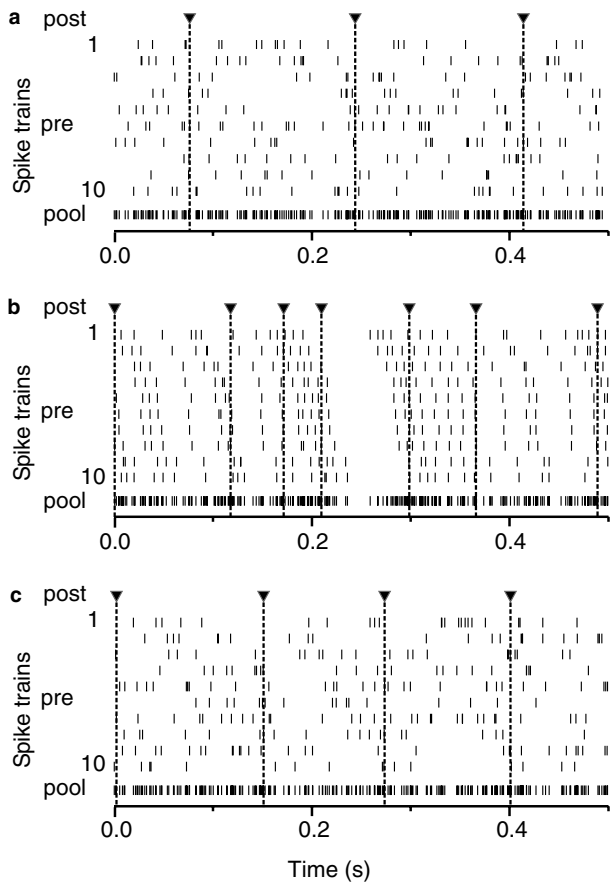 a
post
1
Spike trains
pre
10
pool
0.0 0.2 0.4
b
post
1
Spike trains
pre
10
pool
0.0 0.2 0.4
c
post
1
Spike trains
pre
10
pool
0.0 0.2 0.4
Time (s)